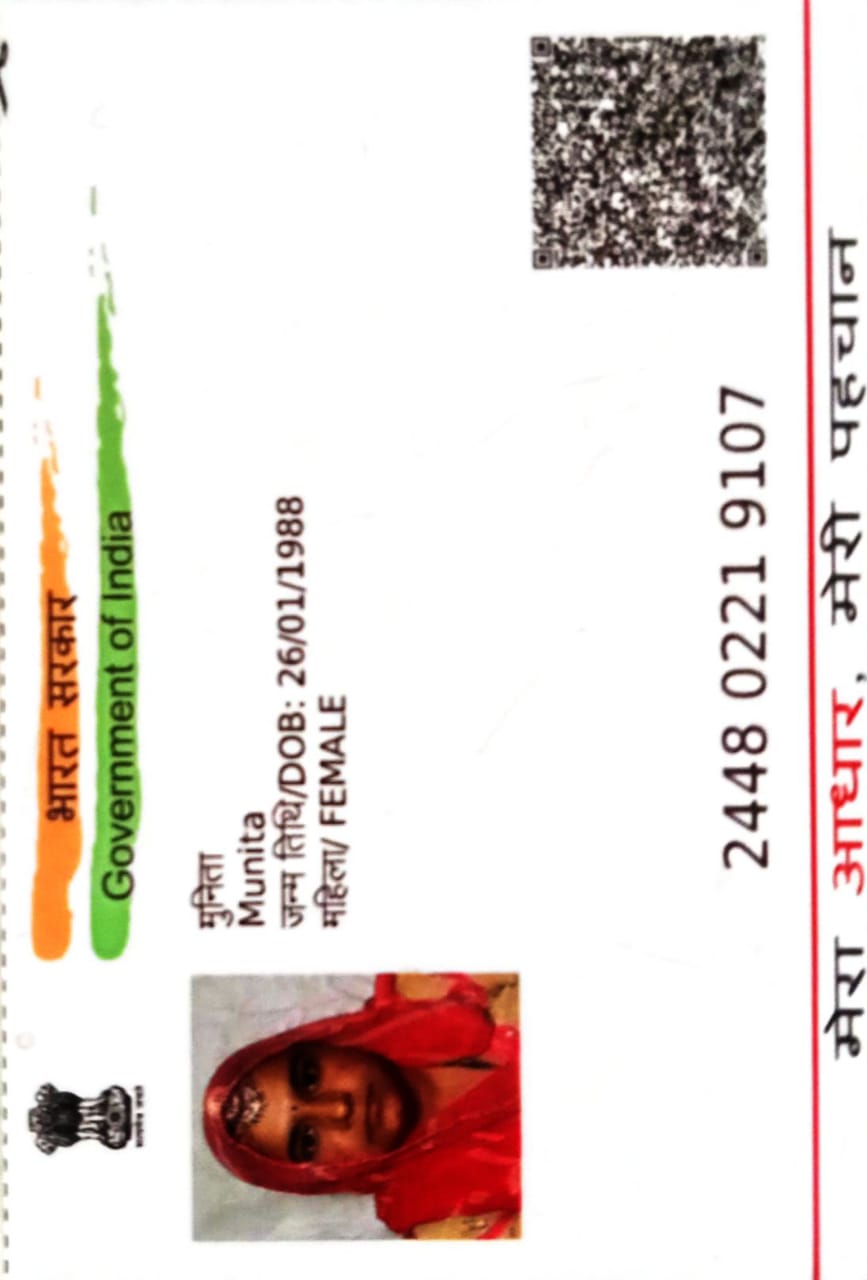 भारत सरकार
Government of India
मुनिता
Munita
जन्म तिथि/DOB: 26/01/1988
महिला/ FEMALE
2448 0221 9107
मेरा आधार, मेरी पहचान